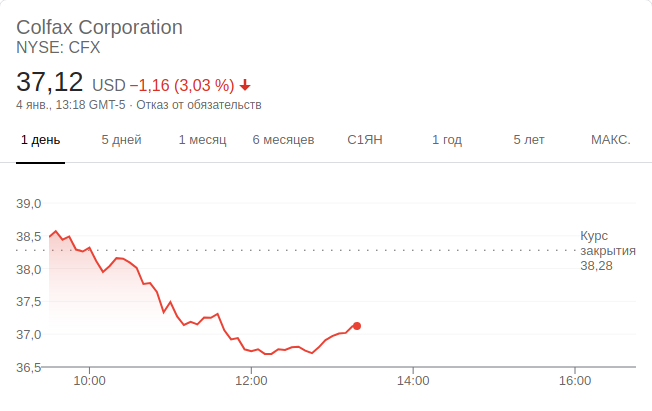 Colfax Corporation
NYSE: CFX
37,12 USD −1,16 (3,03 %)
4 янв., 13:18 GMT-5 · Отказ от обязательств
1 день 5 дней 1 месяц 6 месяцев С1ЯН 1 год 5 лет МАКС.
39,0
38,5
38,0
37,5
37,0
36,5
Курс
закрытия
38,28
10:00 12:00 14:00 16:00